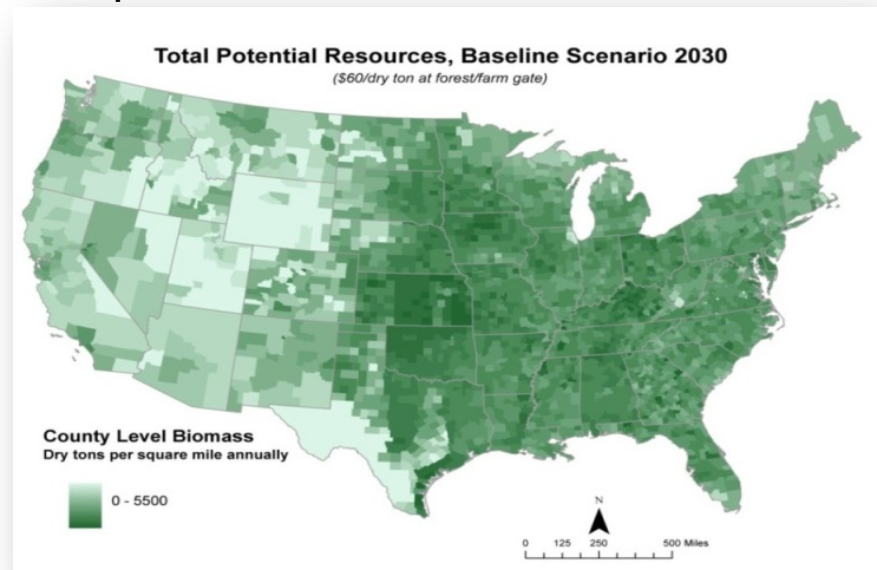 Total Potential Resources, Baseline Scenario 2030
($60/dry ton at forest/farm gate)
County Level Biomass
Dry tons per square mile annually
0 - 5500
N
0 125 250 500 Miles